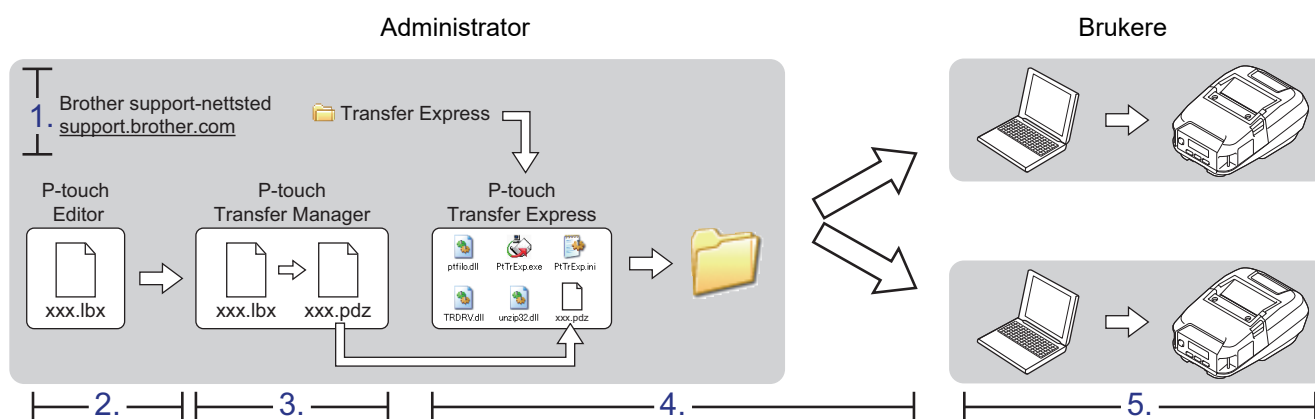 Administrator
Brukere
1.
Brother support-nettsted
support.brother.com
Transfer Express
P-touch
Editor
xxx.lbx
P-touch
Transfer Manager
xxx.lbx
xxx.pdz
P-touch
Transfer Express
ptfilo.dll
PtTrExp.exe
PtTrExp.ini
TRDRV.dll
unzip32.dll
xxx.pdz
2.
3.
4.
5.